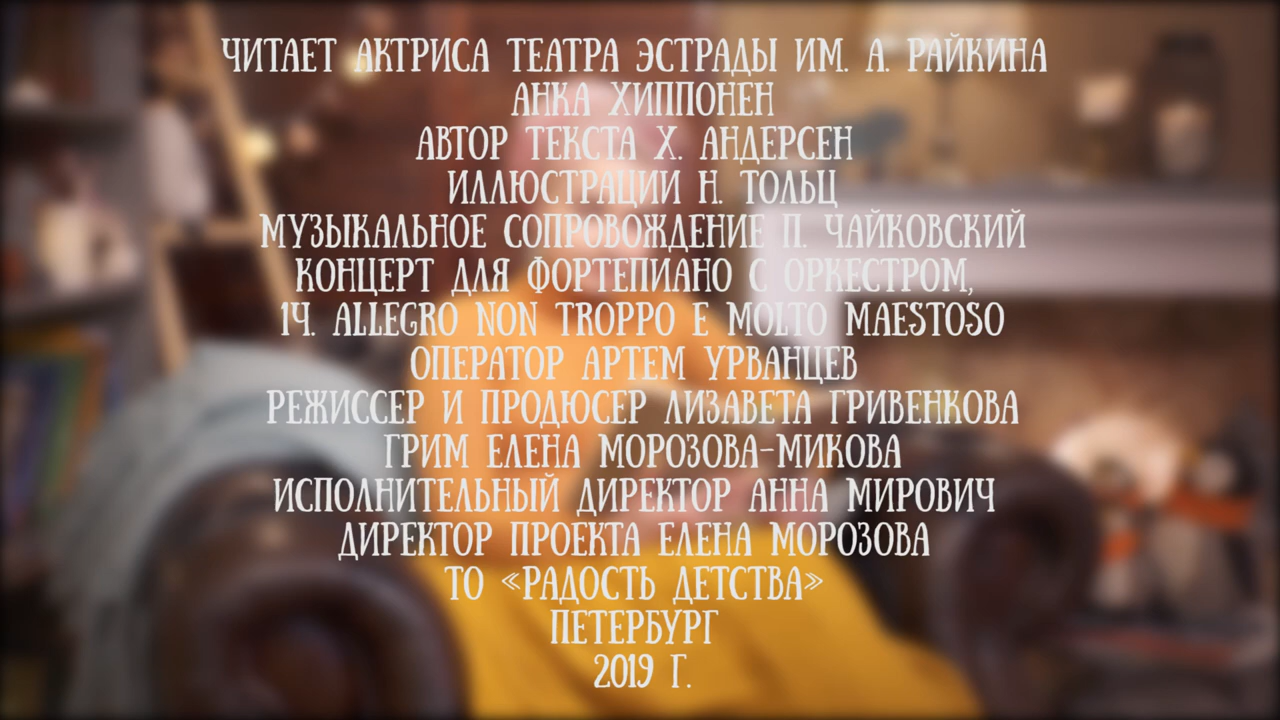 ЧИТАЕТ АКТРИСА ТЕАТРА ЭСТРАДЫ ИМ. А. РАЙКИНА
АНКА ХИППОНЕН
АВТОР ТЕКСТА Х. АНДЕРСЕН
ИЛЛЮСТРАЦИИ Н. ТОЛЬЦ
МУЗЫКАЛЬНОЕ СОПРОВОЖДЕНИЕ П. ЧАЙКОВСКИЙ
КОНЦЕРТ ДЛЯ ФОРТЕПИАНО С ОРКЕСТРОМ,
1Ч. ALLEGRO NON TROPPO E MOLTO MAESTOSO
ОПЕРАТОР АРТЕМ УРВАНЦЕВ
РЕЖИССЕР И ПРОДЮСЕР ЛИЗАВЕТА ГРИВЕНКОВА
ГРИМ ЕЛЕНА МОРОЗОВА-МИКОВА
ИСПОЛНИТЕЛЬНЫЙ ДИРЕКТОР АННА МИРОВИЧ
ДИРЕКТОР ПРОЕКТА ЕЛЕНА МОРОЗОВА
ТО «РАДОСТЬ ДЕТСТВА»
ПЕТЕРБУРГ
2019 Г.